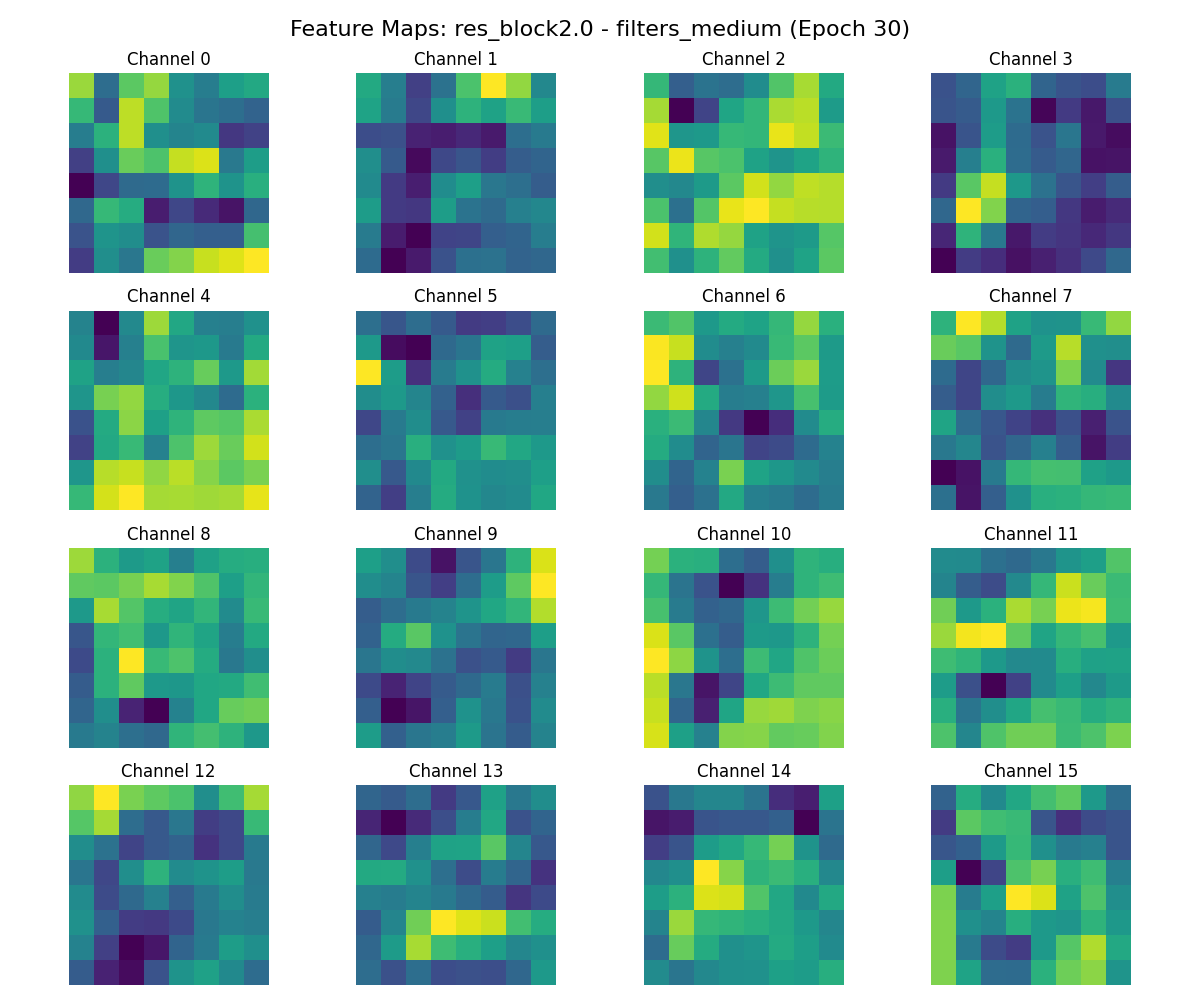 Feature Maps: res_block2.0 - filters_medium (Epoch 30)
Channel 0
Channel 1
Channel 2
Channel 3
Channel 4
Channel 5
Channel 6
Channel 7
Channel 8
Channel 9
Channel 10
Channel 11
Channel 12
Channel 13
Channel 14
Channel 15